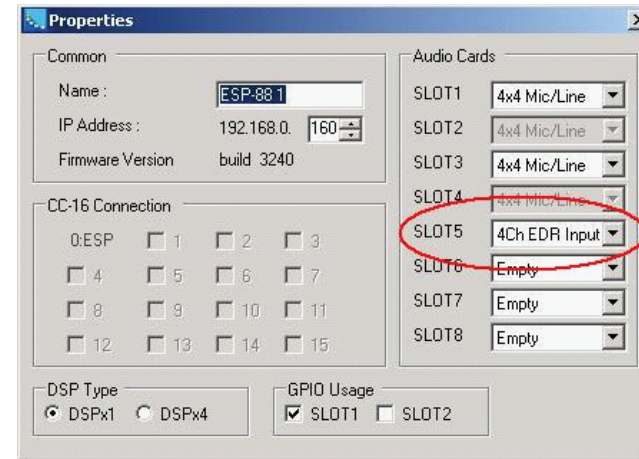 Properties
Common
Name :
ESP-88 1
IP Address :
192.168.0. 160
Firmware Version build 3240
CC-16 Connection
0:ESP 1 2 3
4 5 6 7
8 9 10 11
12 13 14 15
Audio Cards
SLOT1 4x4 Mic/Line
SLOT2 4x4 Mic/Line
SLOT3 4x4 Mic/Line
SLOT4 4x4 Mic/Line
SLOT5 4Ch EDR Input
SLOT6 Empty
SLOT7 Empty
SLOT8 Empty
DSP Type
DSPx1 DSPx4
GPIO Usage
SLOT1 SLOT2